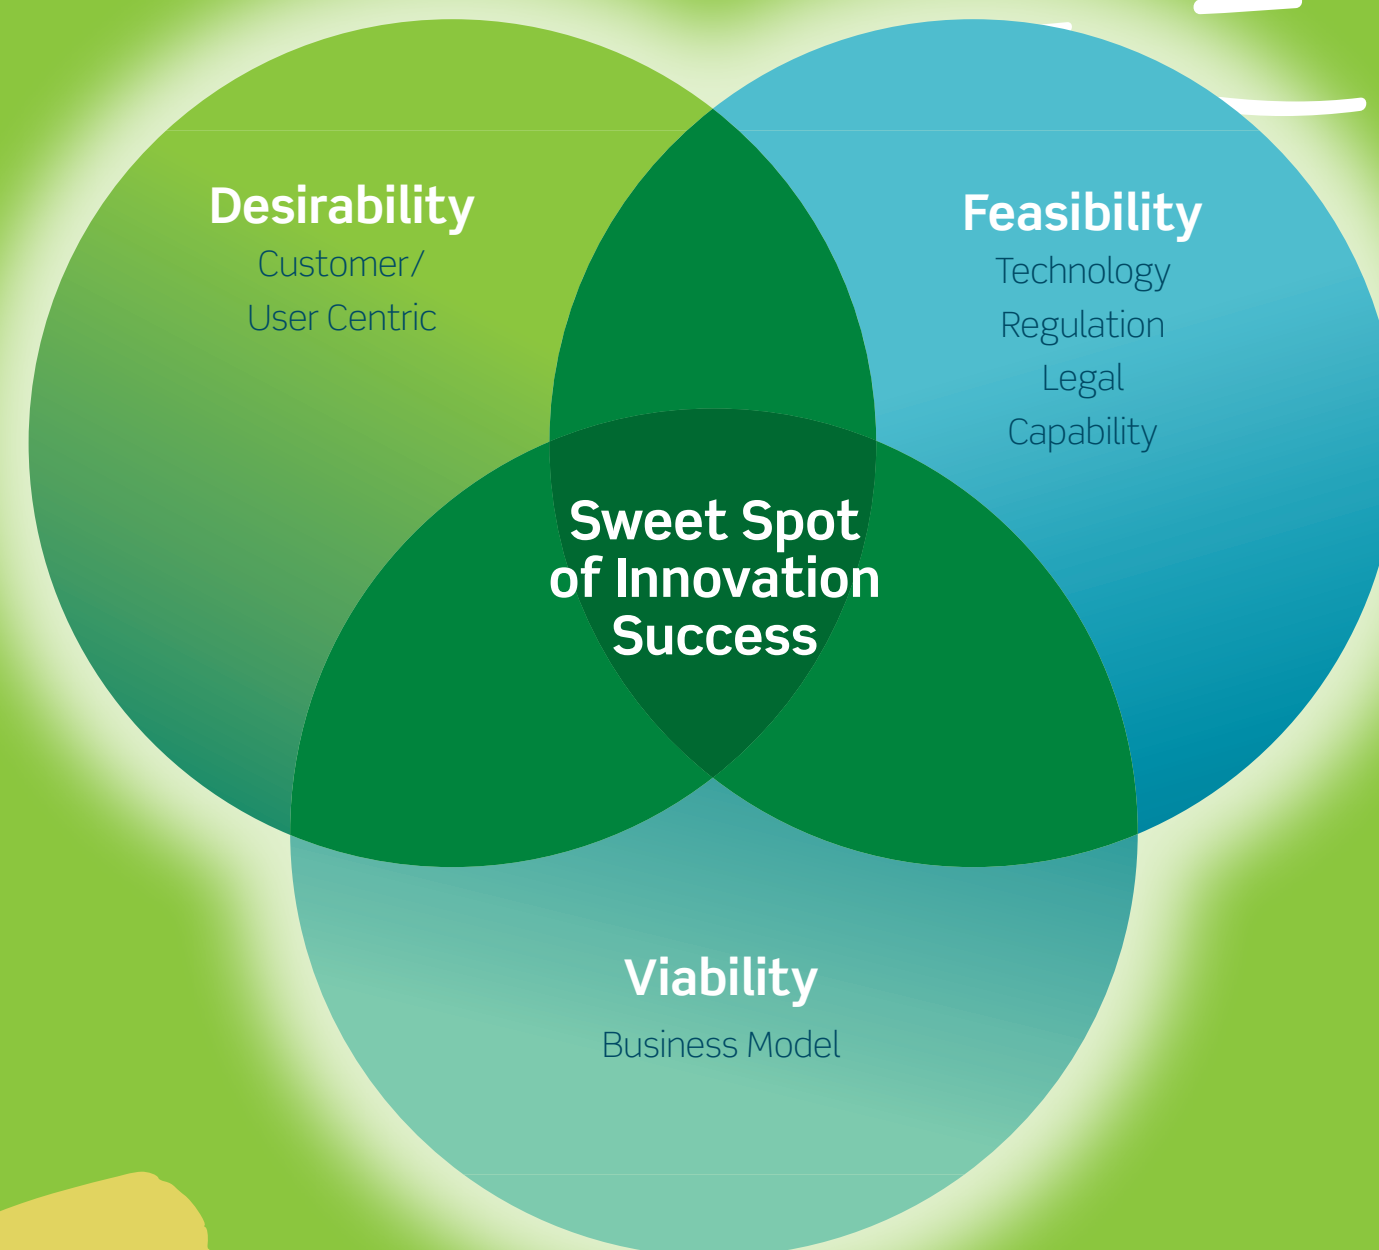 Desirability
Customer/
User Centric
Feasibility
Technology
Regulation
Legal
Capability
Sweet Spot
of Innovation
Success
Viability
Business Model